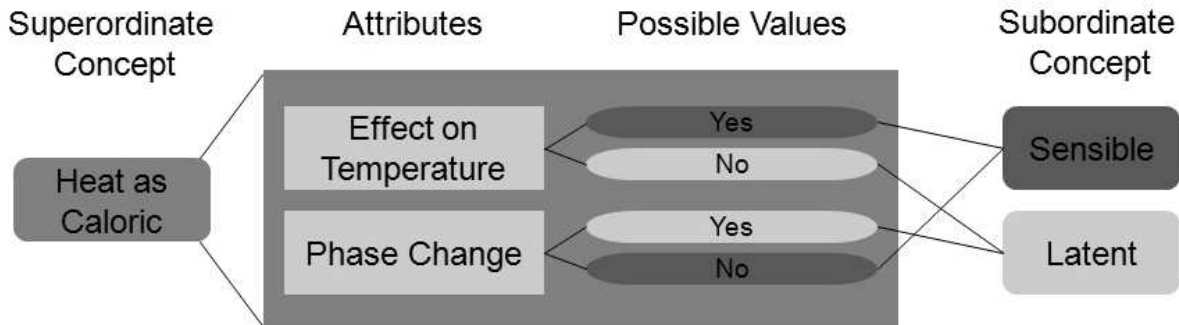 Superordinate
Concept
Attributes
Possible Values
Subordinate
Concept
Heat as
Caloric
Effect on
Temperature
Yes
No
Phase Change
Yes
No
Sensible
Latent